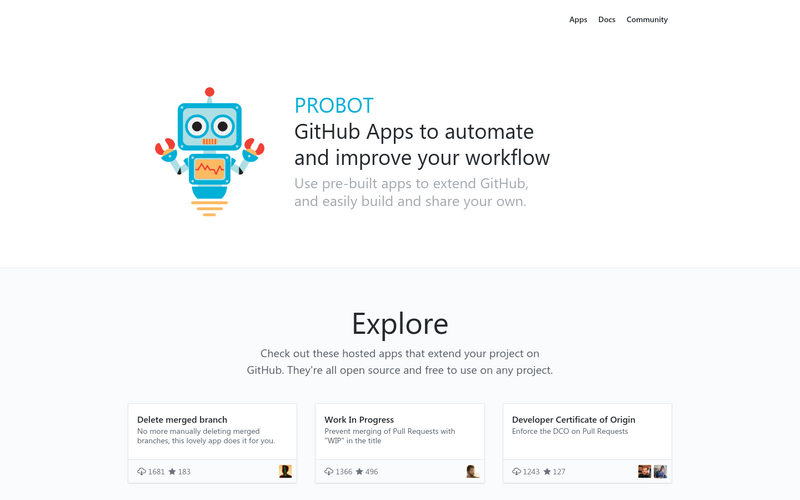 Apps Docs Community
PROBOT
GitHub Apps to automate
and improve your workflow
Use pre-built apps to extend GitHub,
and easily build and share your own.
Explore
Check out these hosted apps that extend your project on
GitHub. They're all open source and free to use on any project.
Delete merged branch
No more manually deleting merged
branches, this lovely app does it for you.
1681 183
Work In Progress
Prevent merging of Pull Requests with
"WIP" in the title
1366 496
Developer Certificate of Origin
Enforce the DCO on Pull Requests
1243 127